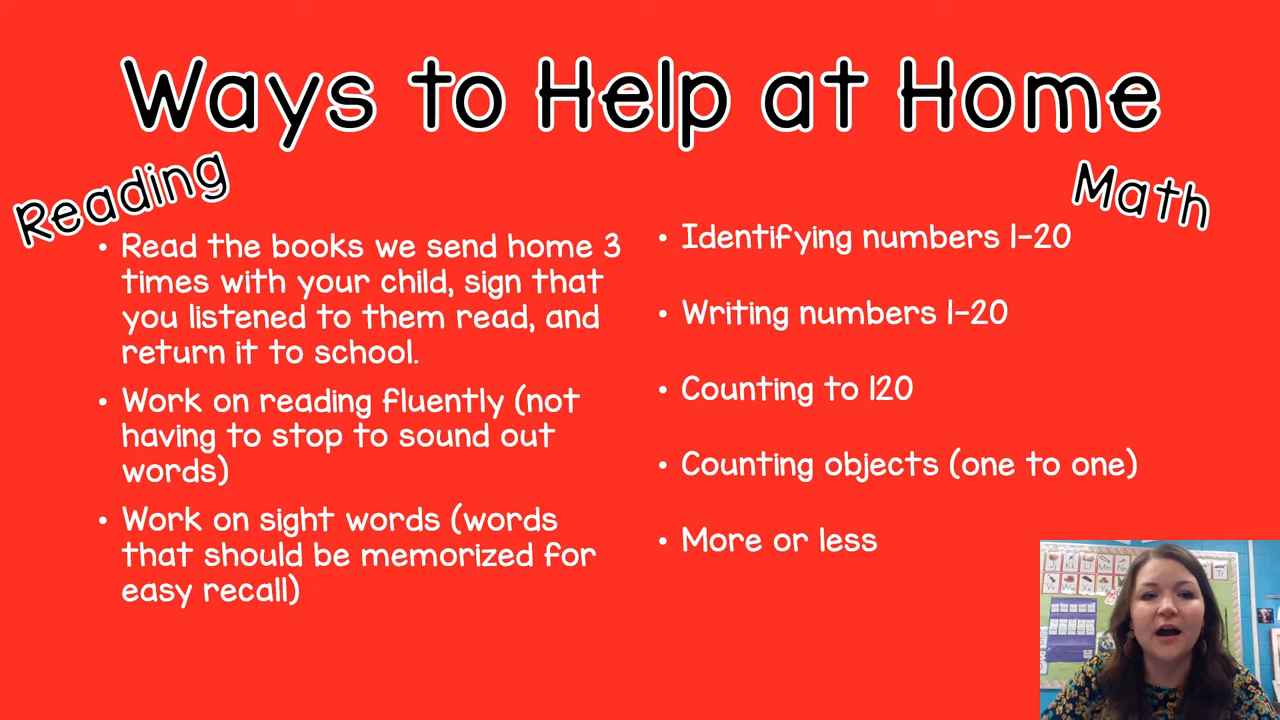 Ways to Help at Home
Reading
• Read the books we send home 3
times with your child, sign that
you listened to them read, and
return it to school.
• Work on reading fluently (not
having to stop to sound out
words)
• Work on sight words (words
that should be memorized for
easy recall)
Math
• Identifying numbers 1-20
• Writing numbers 1-20
• Counting to 120
• Counting objects (one to one)
• More or less